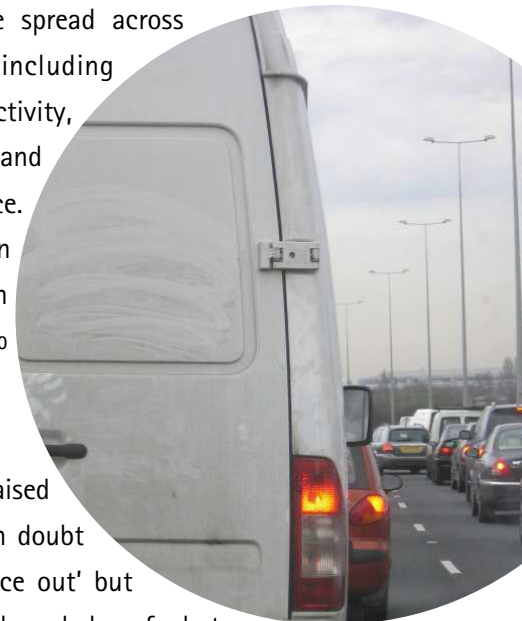 e spread across
including
ctivity,
and
ce.
n
n
aised
n doubt
ce out' but